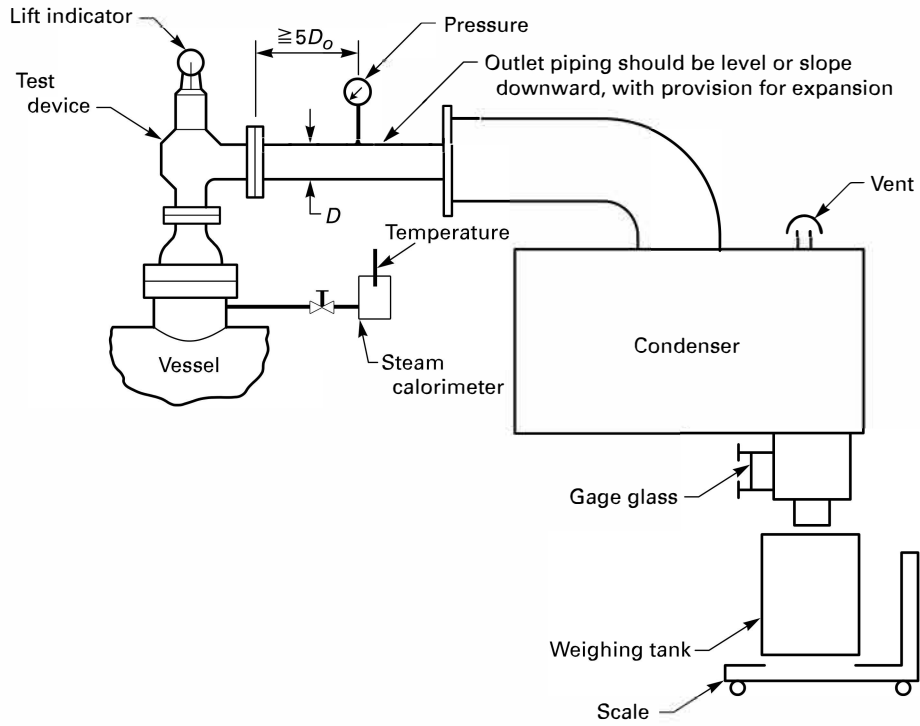 Lift indicator
≧5Dₒ
Pressure
Test
device
Outlet piping should be level or slope
downward, with provision for expansion
D
Vent
Temperature
Vessel
Steam
calorimeter
Condenser
Gage glass
Weighing tank
Scale